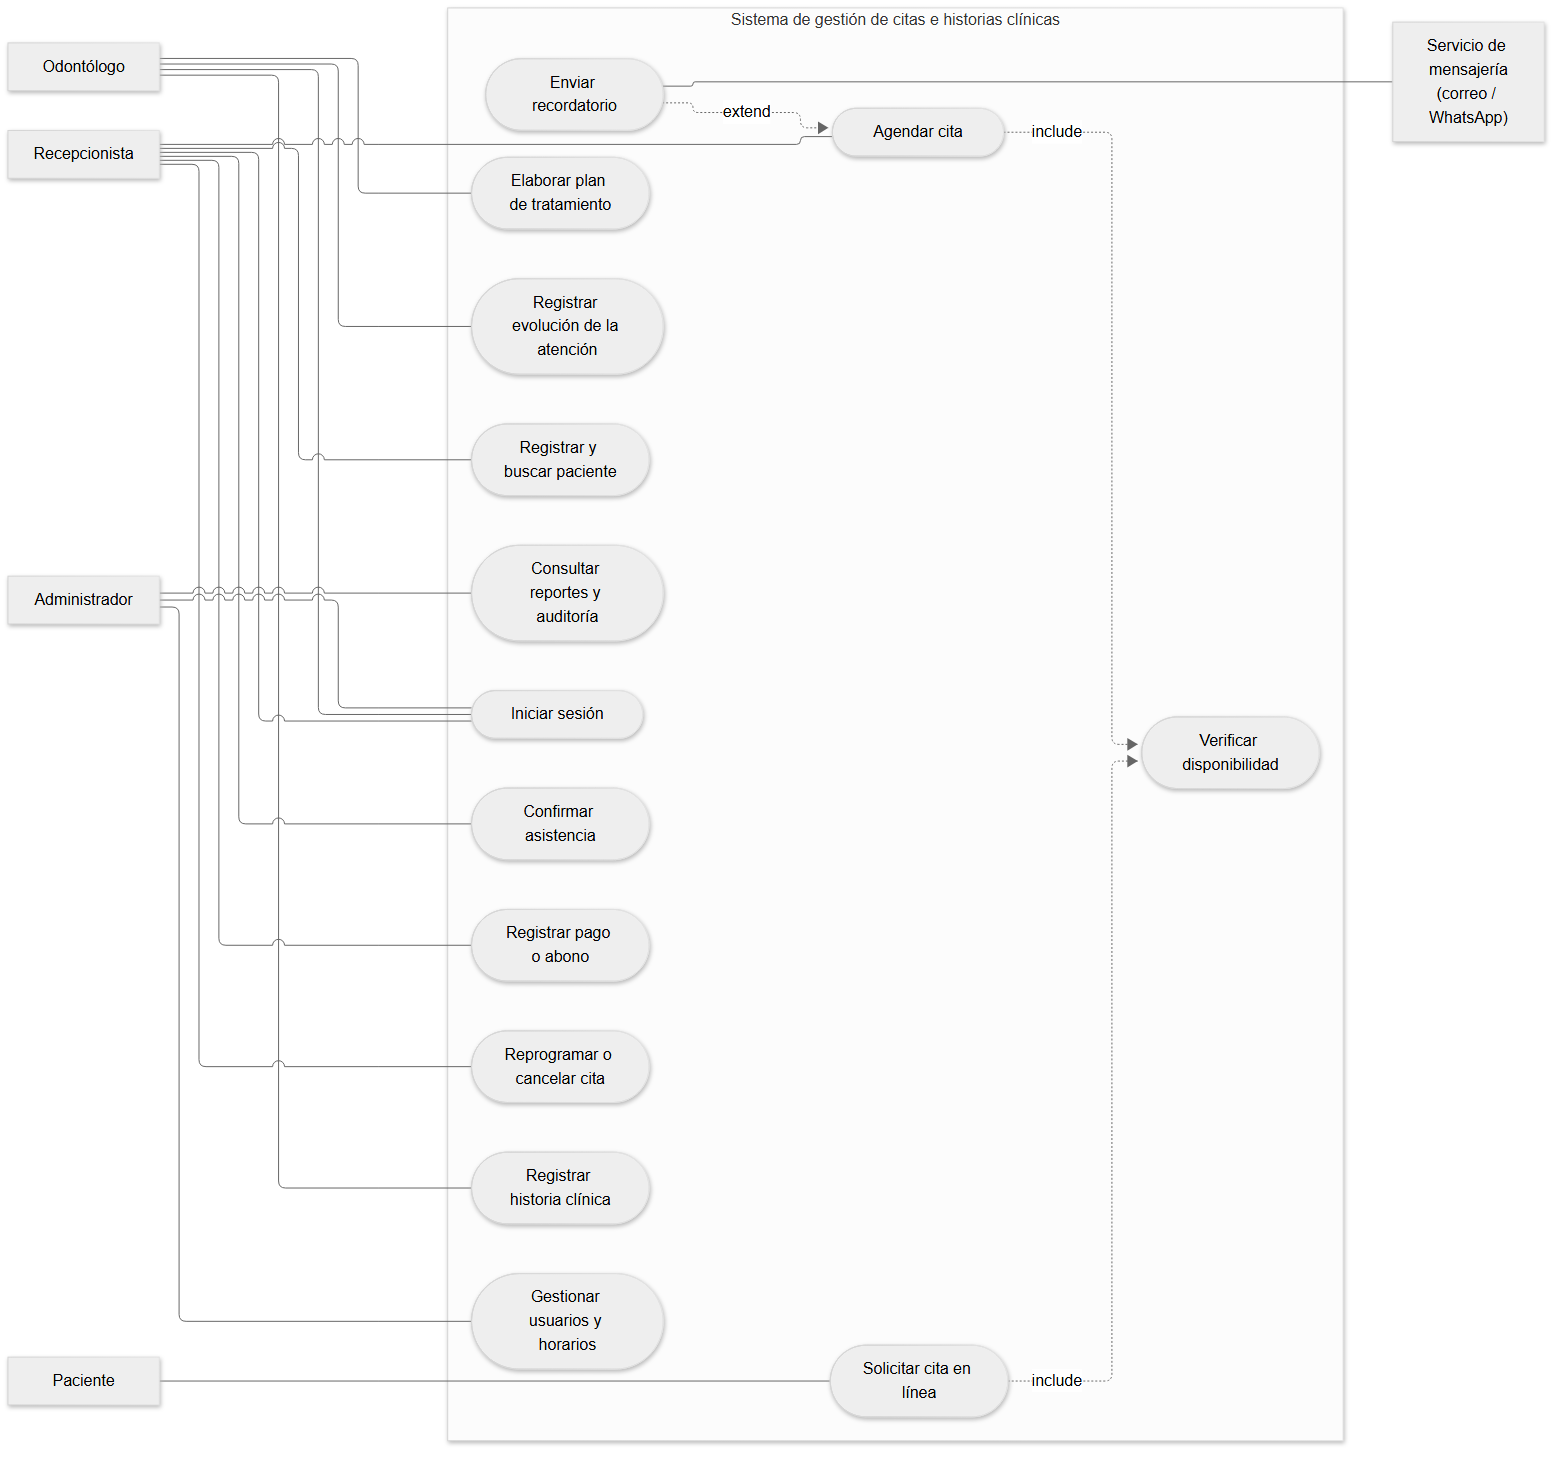 Sistema de gestión de citas e historias clínicas
Odontólogo
Recepcionista
Administrador
Paciente
Enviar
recordatorio
extend
Agendar cita
include
Servicio de
mensajería
(correo /
WhatsApp)
Elaborar plan
de tratamiento
Registrar
evolución de la
atención
Registrar y
buscar paciente
Consultar
reportes y
auditoría
Iniciar sesión
Verificar
disponibilidad
Confirmar
asistencia
Registrar pago
o abono
Reprogramar o
cancelar cita
Registrar
historia clínica
Gestionar
usuarios y
horarios
Solicitar cita en
línea
include